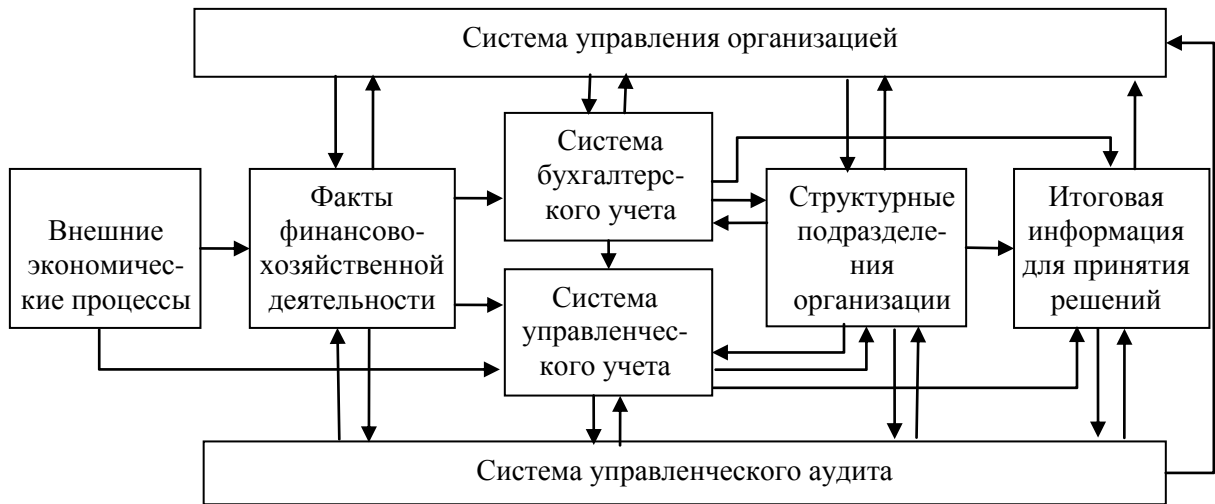 Система управления организацией
Система
бухгалтерс-
кого учета
Внешние
экономичес-
кие процессы
Факты
финансово-
хозяйственной
деятельности
Система
управленчес-
кого учета
Структурные
подразделе-
ния
организации
Итоговая
информация
для принятия
решений
Система управленческого аудита